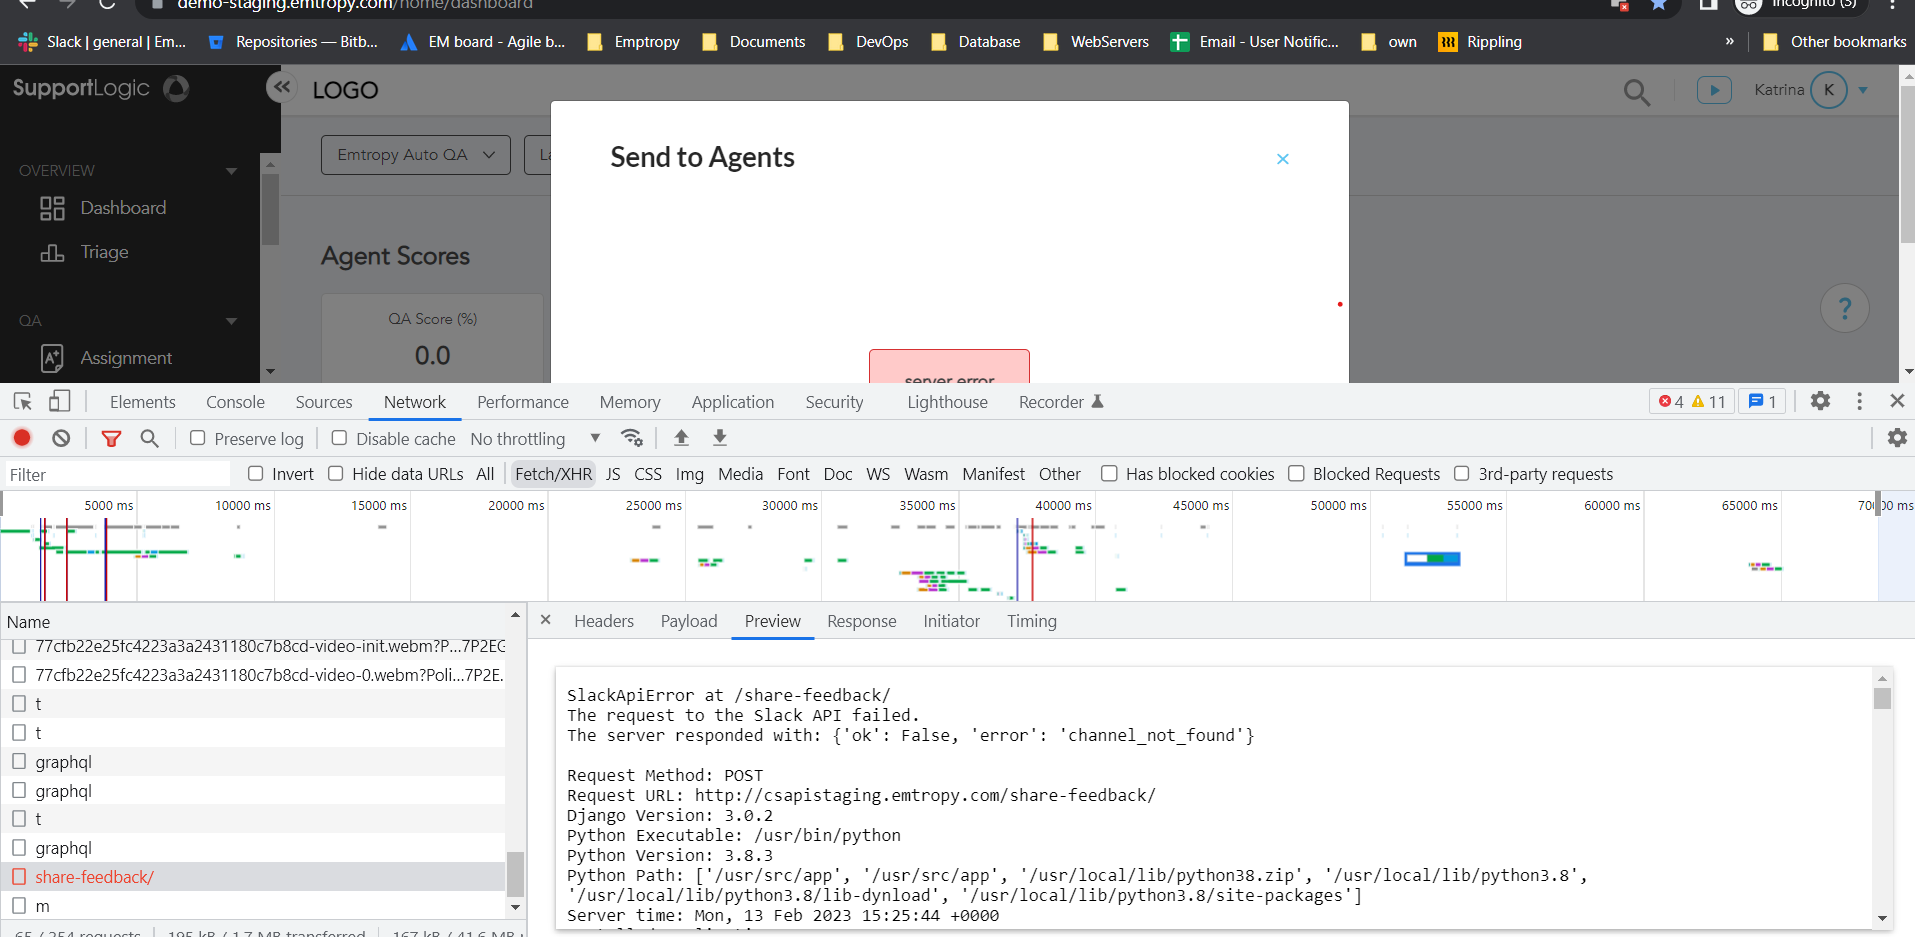 demo-staging.emtropy.com/home/dashboard
Incognito (3)
Slack | general | Em...
Repositories — Bitb...
EM board - Agile b...
Emptropy
Documents
DevOps
Database
WebServers
Email - User Notific...
own
Rippling
»
Other bookmarks
SupportLogic
LOGO
Katrina K
Send to Agents
×
Emtropy Auto QA
La
OVERVIEW
Dashboard
Triage
Agent Scores
QA Score (%)
0.0
?
QA
Assignment
server error
Elements Console Sources Network Performance Memory Application Security Lighthouse Recorder 4 11 1
Preserve log Disable cache No throttling
Filter Invert Hide data URLs All Fetch/XHR JS CSS Img Media Font Doc WS Wasm Manifest Other Has blocked cookies Blocked Requests 3rd-party requests
5000 ms 10000 ms 15000 ms 20000 ms 25000 ms 30000 ms 35000 ms 40000 ms 45000 ms 50000 ms 55000 ms 60000 ms 65000 ms
Name
77cfb22e25fc4223a3a2431180c7b8cd-video-init.webm?P...7P2EG
77cfb22e25fc4223a3a2431180c7b8cd-video-0.webm?Poli...7P2E.
t
t
graphql
graphql
t
graphql
share-feedback/
m
65 / 254 requests 195 kB / 1.7 MB transferred 167 kB / 41.6 MB
Headers Payload Preview Response Initiator Timing
SlackApiError at /share-feedback/
The request to the Slack API failed.
The server responded with: {'ok': False, 'error': 'channel_not_found'}
Request Method: POST
Request URL: http://csapistaging.emtropy.com/share-feedback/
Django Version: 3.0.2
Python Executable: /usr/bin/python
Python Version: 3.8.3
Python Path: ['/usr/src/app', '/usr/src/app', '/usr/local/lib/python38.zip', '/usr/local/lib/python3.8',
'/usr/local/lib/python3.8/lib-dynload', '/usr/local/lib/python3.8/site-packages']
Server time: Mon, 13 Feb 2023 15:25:44 +0000